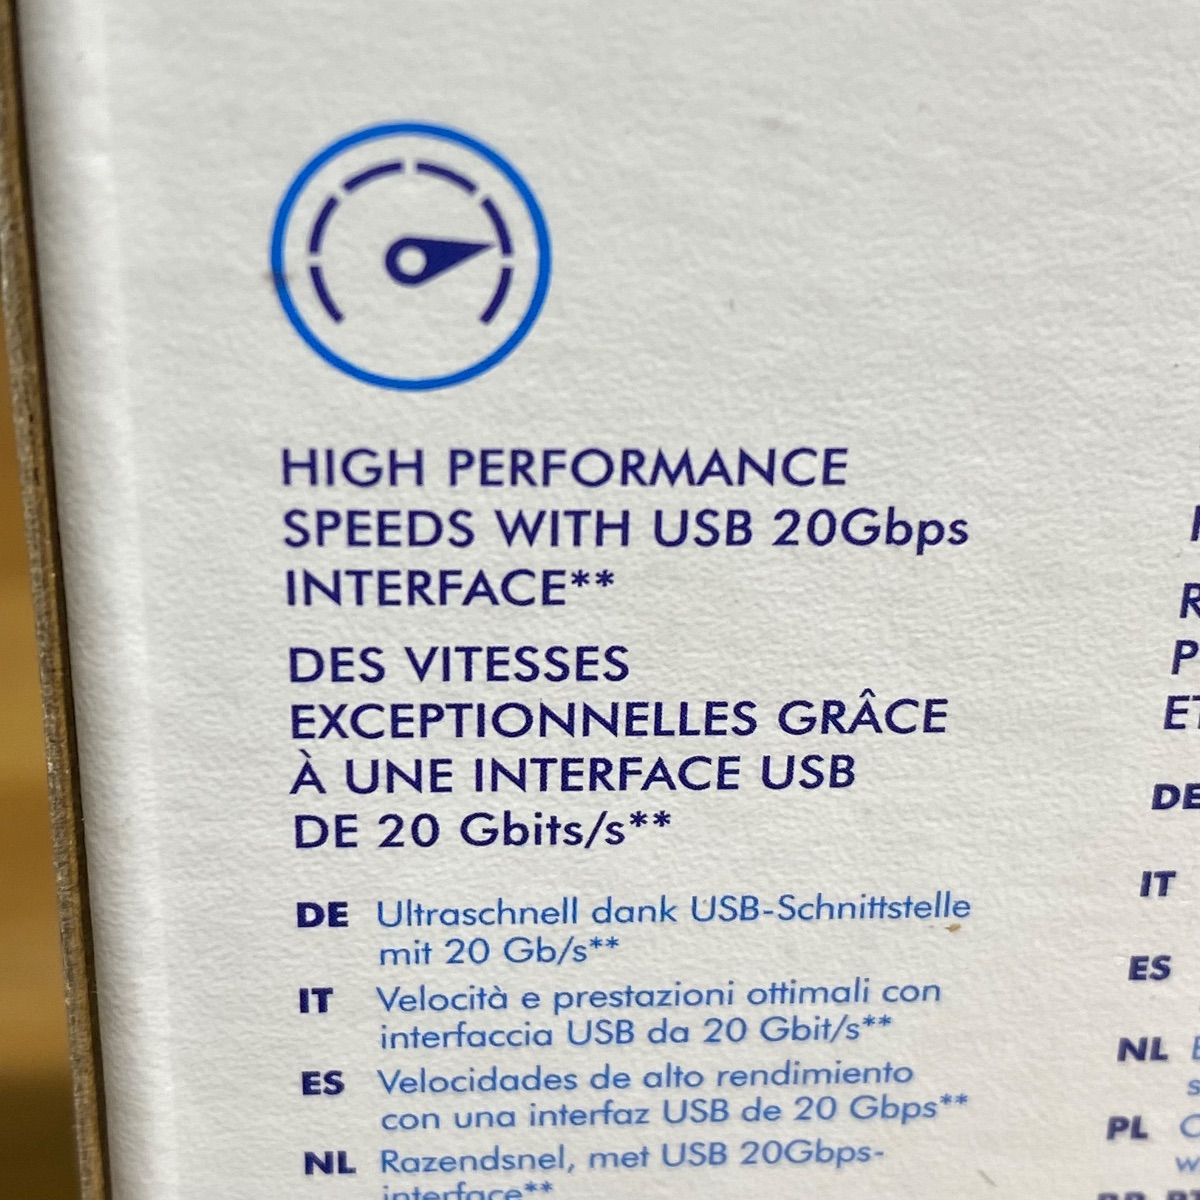 HIGH PERFORMANCE
SPEEDS WITH USB 20Gbps
INTERFACE**
DES VITESSES
EXCEPTIONNELLES GRÂCE
À UNE INTERFACE USB
DE 20 Gbits/s**
DE Ultraschnell dank USB-Schnittstelle
mit 20 Gb/s**
IT Velocità e prestazioni ottimali con
interfaccia USB da 20 Gbit/s**
ES Velocidades de alto rendimiento
con una interfaz USB de 20 Gbps**
NL Razendsnel, met USB 20Gbps-
interface**
DE
IT
ES
NL
PL